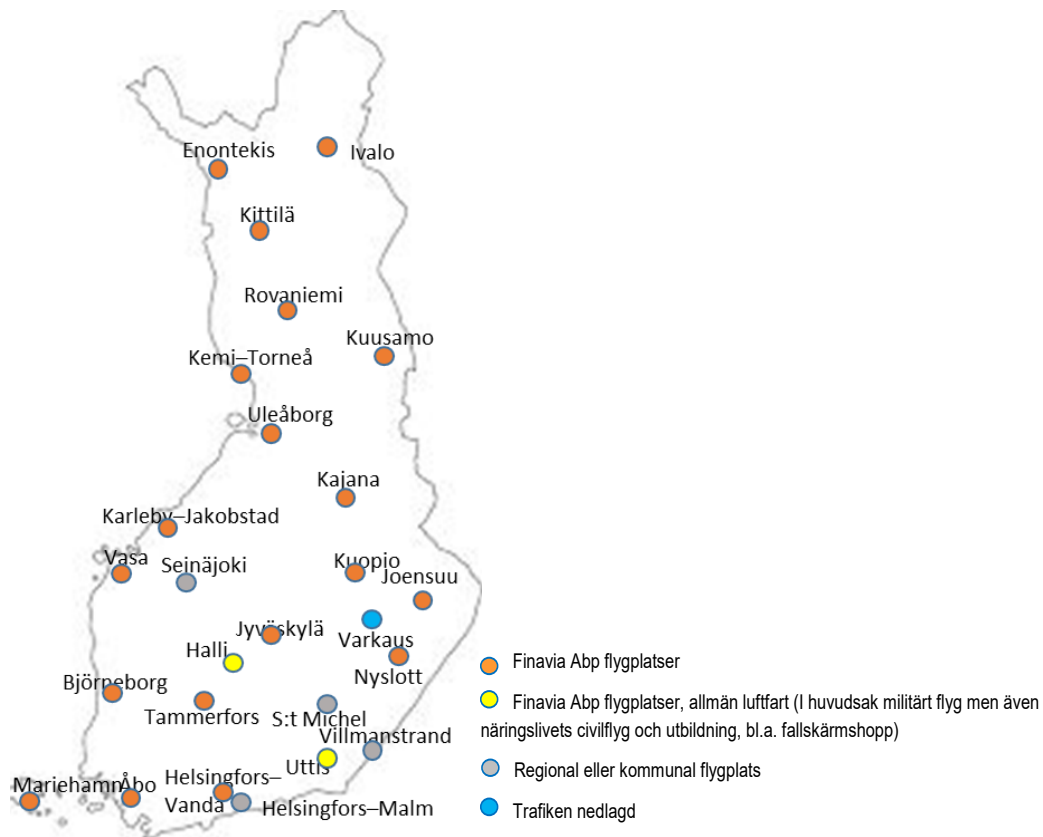 Enontekis
Ivalo
Kittilä
Rovaniemi
Kuusamo
Kemi–Torneå
Uleåborg
Kajana
Karleby–Jakobstad
Vasa
Seinäjoki
Kuopio
Joensuu
Jyväskylä
Varkaus
Halli
Nyslott
Björneborg
Tammerfors
S:t Michel
Villmanstrand
Uttis
Mariehamn
Åbo
Helsingfors–
Vanda
Helsingfors–Malm
Finavia Abp flygplatser
Finavia Abp flygplatser, allmän luftfart (I huvudsak militärt flyg men även
näringslivets civilflyg och utbildning, bl.a. fallskärmshopp)
Regional eller kommunal flygplats
Trafiken nedlagd